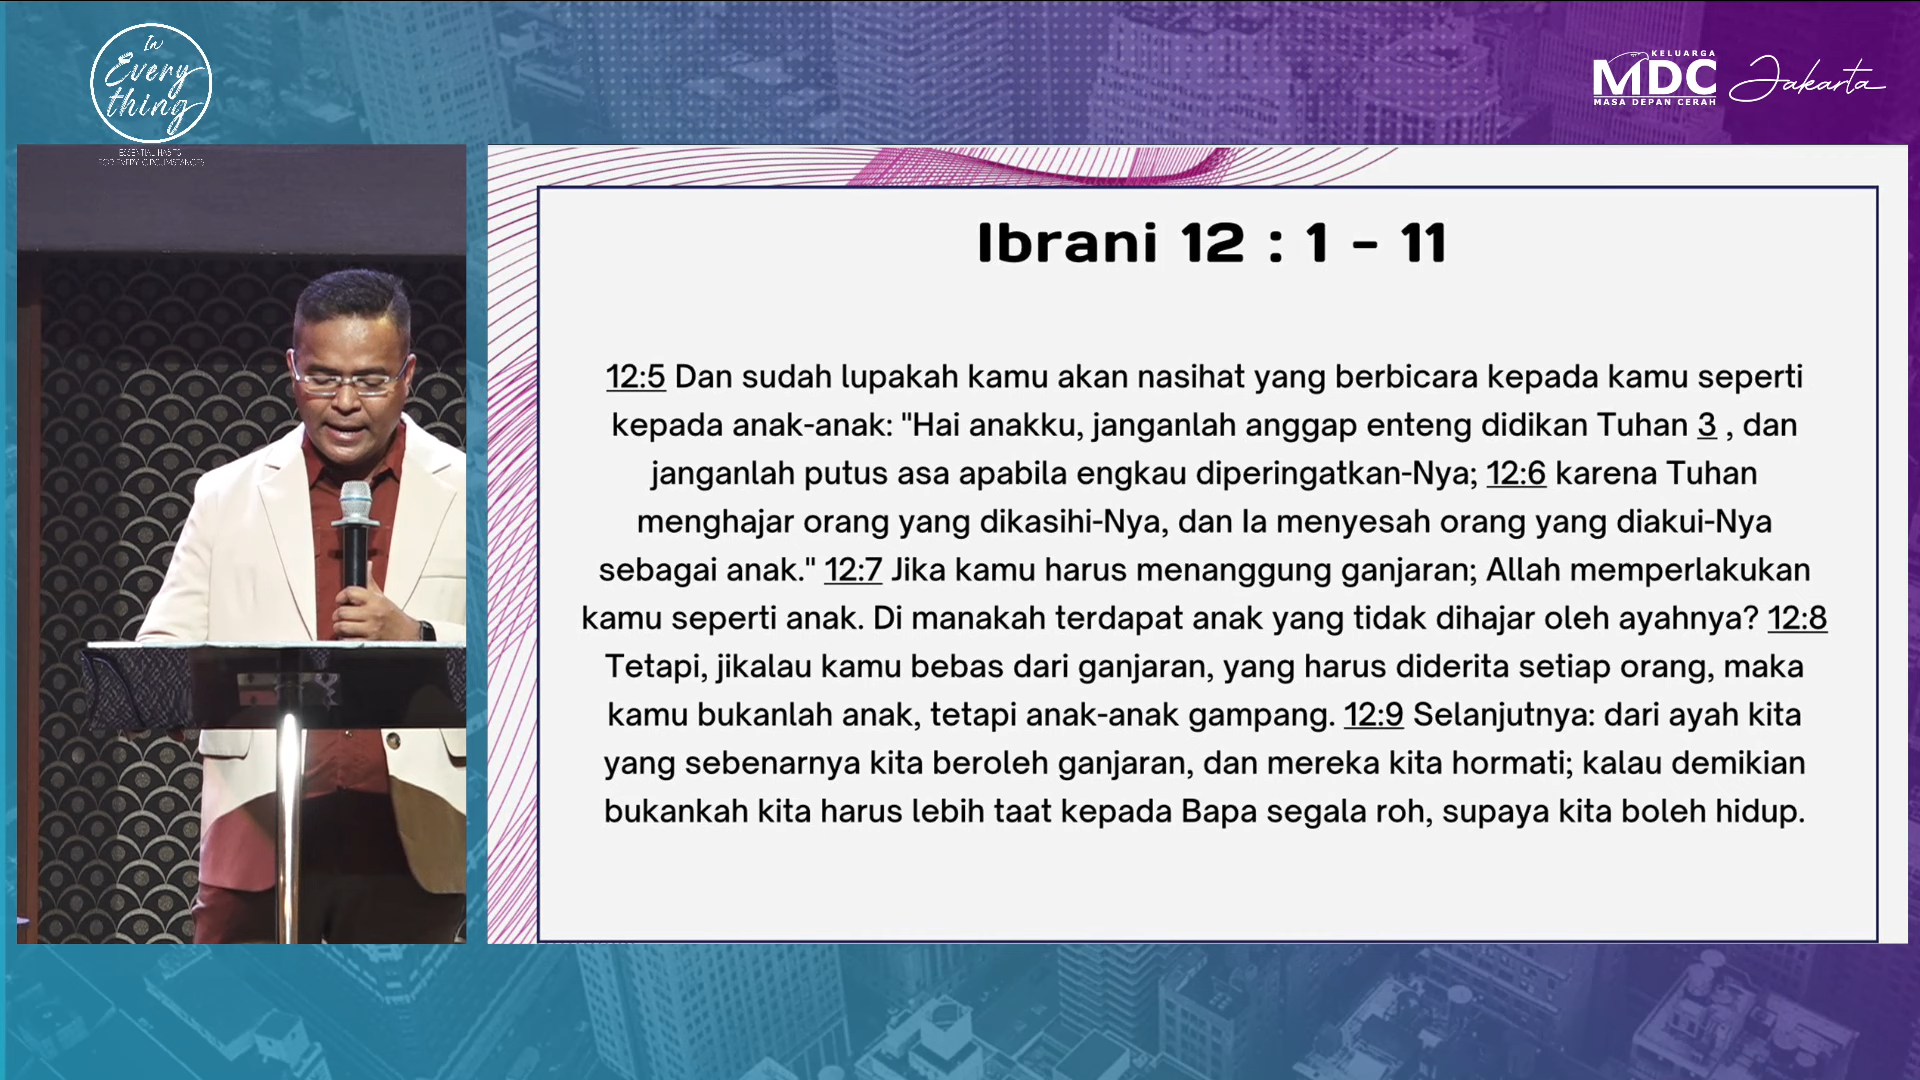 In
Every
thing
ESSENTIAL HABITS
FOR EVERY CIRCUMSTANCES
KELUARGA
MDC
MASA DEPAN CERAH
Jakarta
Ibrani 12 : 1 - 11
12:5 Dan sudah lupakah kamu akan nasihat yang berbicara kepada kamu seperti
kepada anak-anak: "Hai anakku, janganlah anggap enteng didikan Tuhan 3 , dan
janganlah putus asa apabila engkau diperingatkan-Nya; 12:6 karena Tuhan
menghajar orang yang dikasihi-Nya, dan Ia menyesah orang yang diakui-Nya
sebagai anak." 12:7 Jika kamu harus menanggung ganjaran; Allah memperlakukan
kamu seperti anak. Di manakah terdapat anak yang tidak dihajar oleh ayahnya? 12:8
Tetapi, jikalau kamu bebas dari ganjaran, yang harus diderita setiap orang, maka
kamu bukanlah anak, tetapi anak-anak gampang. 12:9 Selanjutnya: dari ayah kita
yang sebenarnya kita beroleh ganjaran, dan mereka kita hormati; kalau demikian
bukankah kita harus lebih taat kepada Bapa segala roh, supaya kita boleh hidup.